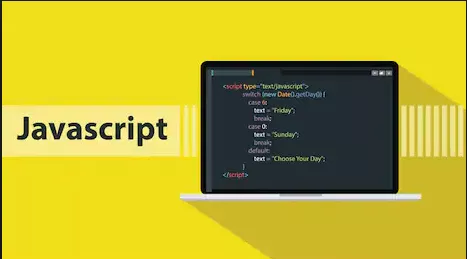 Javascript
<script type="text/javascript">
switch (new Date().getDay()) {
case 6:
text = "Friday";
break;
case 0:
text = "Sunday";
break;
default:
text = "Choose Your Day";
}
</script>